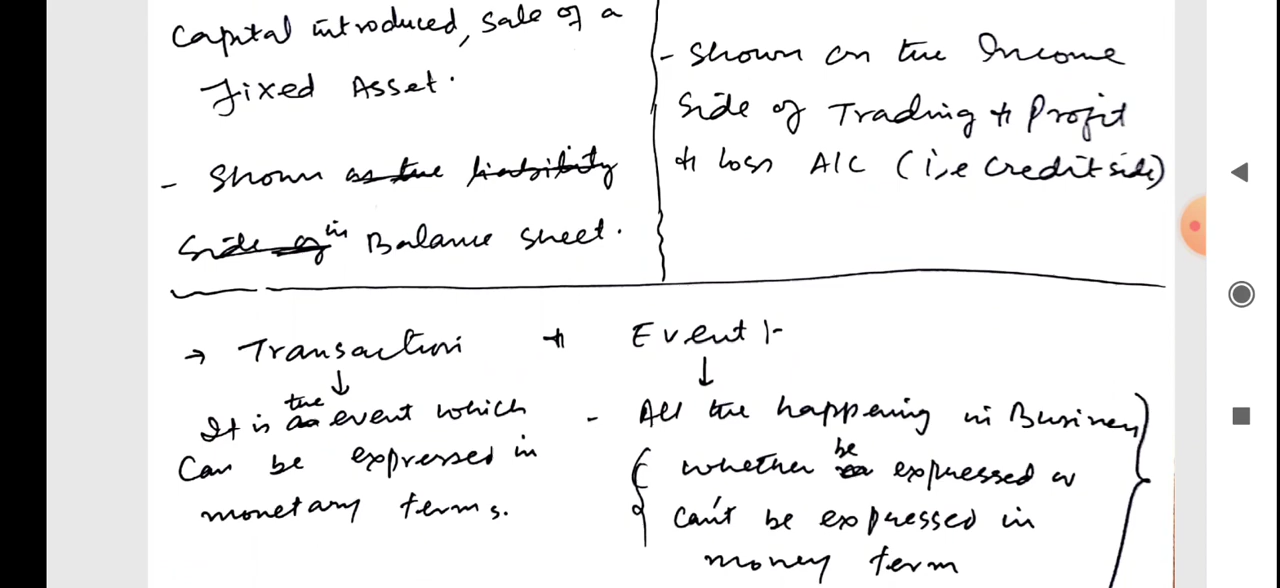 Capital introduced, Sale of a
fixed Asset.
- Shown as the liability
Side of in Balance Sheet.
- Shown on the Income
Side of Trading & Profit
& Loss A/C (i,e Credit side)
→ Transaction & Event :-
It is an the event which
Can be expressed in
monetary terms.
- All the happening in Business
whether be expressed or
can't be expressed in
money term